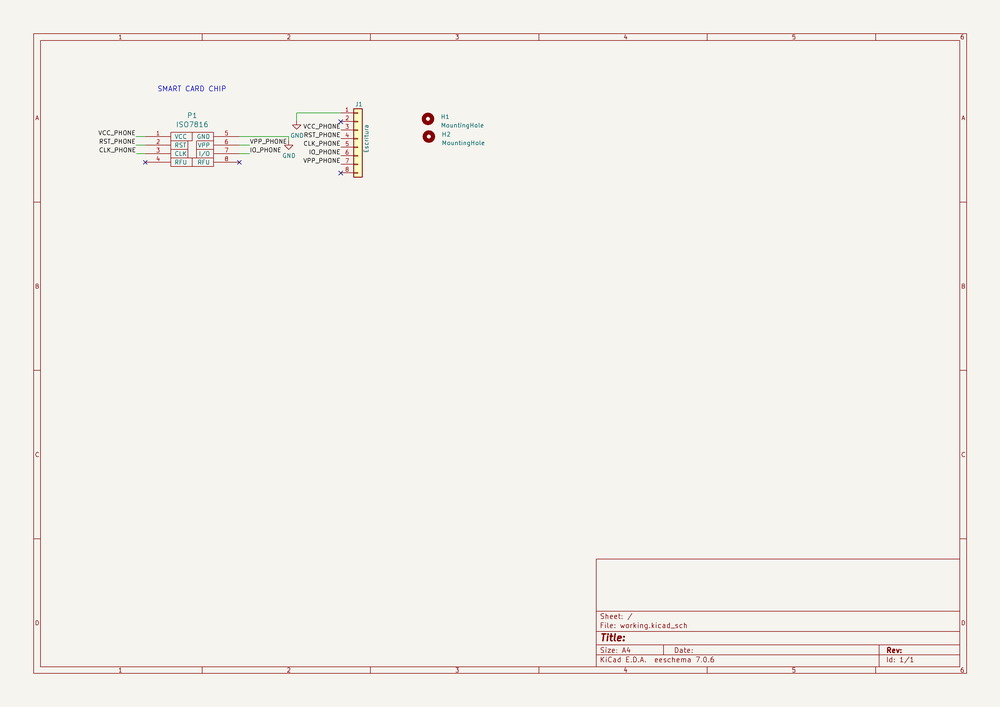 1 2 3 4 5 6
A A
SMART CARD CHIP
P1
ISO7816
VCC_PHONE 1 VCC GND 5 GND
RST_PHONE 2 RST VPP 6 VPP_PHONE
CLK_PHONE 3 CLK I/O 7 IO_PHONE
4 RFU RFU 8
J1
Escritura
1 GND
2
VCC_PHONE 3
RST_PHONE 4
CLK_PHONE 5
IO_PHONE 6
VPP_PHONE 7
8
H1
MountingHole
H2
MountingHole
B B
C C
D D
Sheet: /
File: working.kicad_sch
Title:
Size: A4 Date: Rev:
KiCad E.D.A. eeschema 7.0.6 Id: 1/1
1 2 3 4 5 6